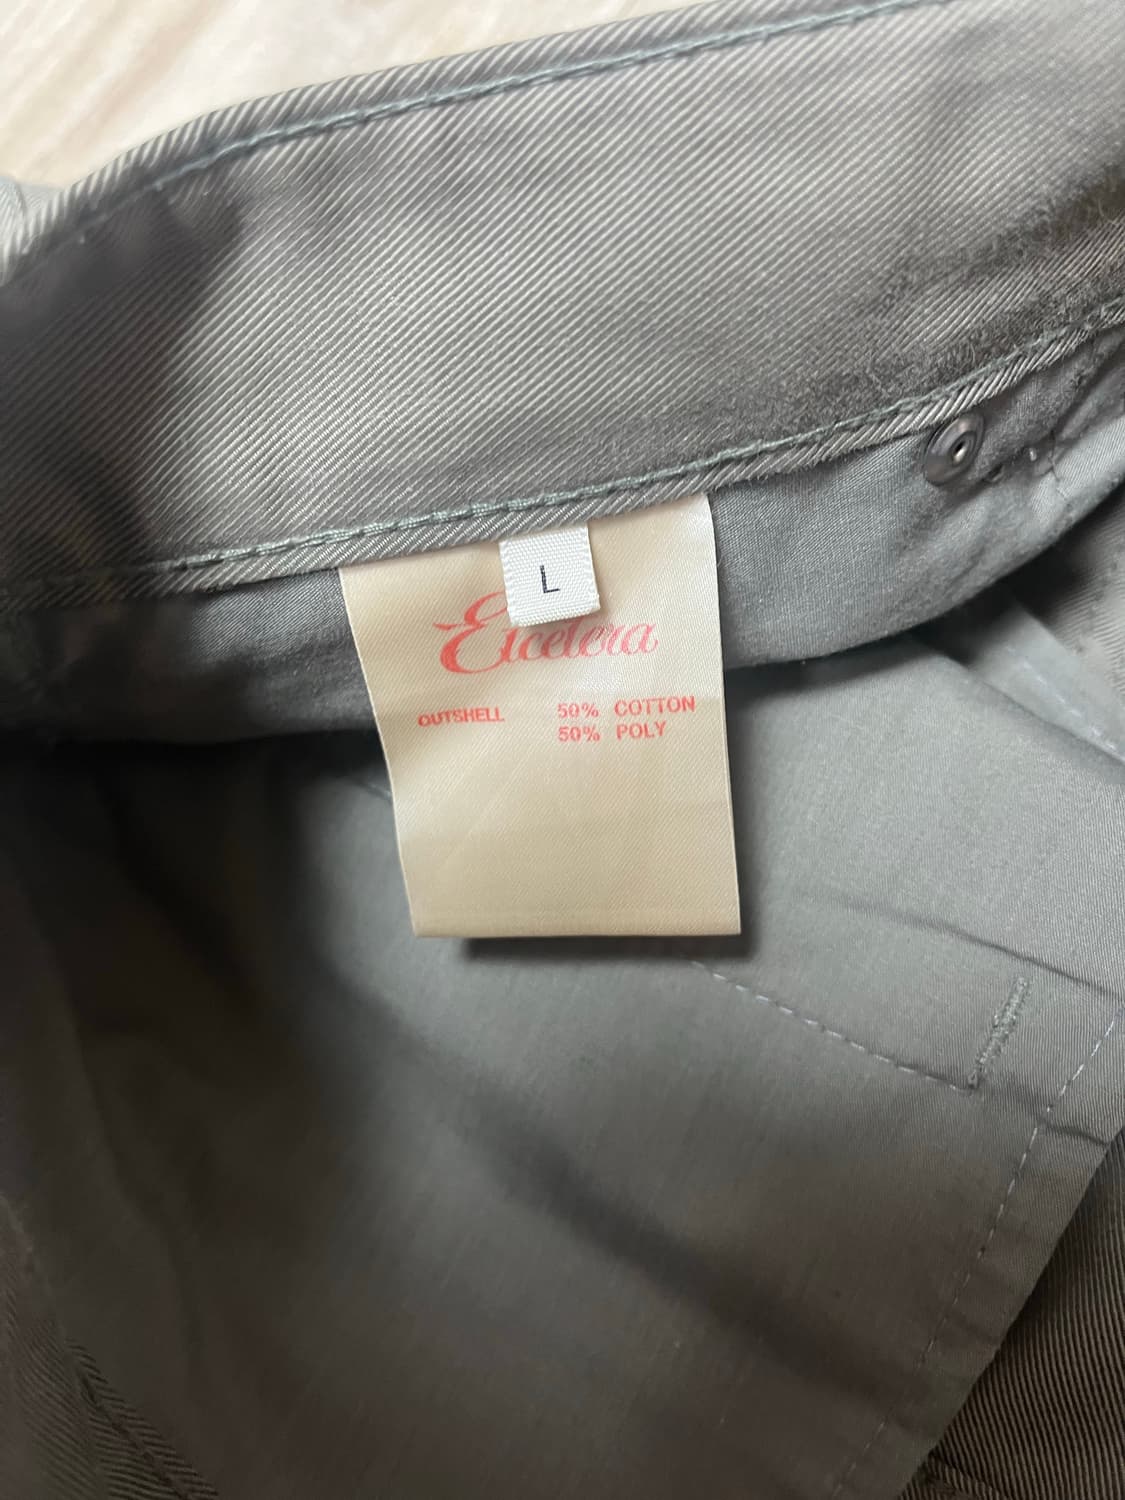 L
Etcetera
OUTSHELL 50% COTTON
50% POLY